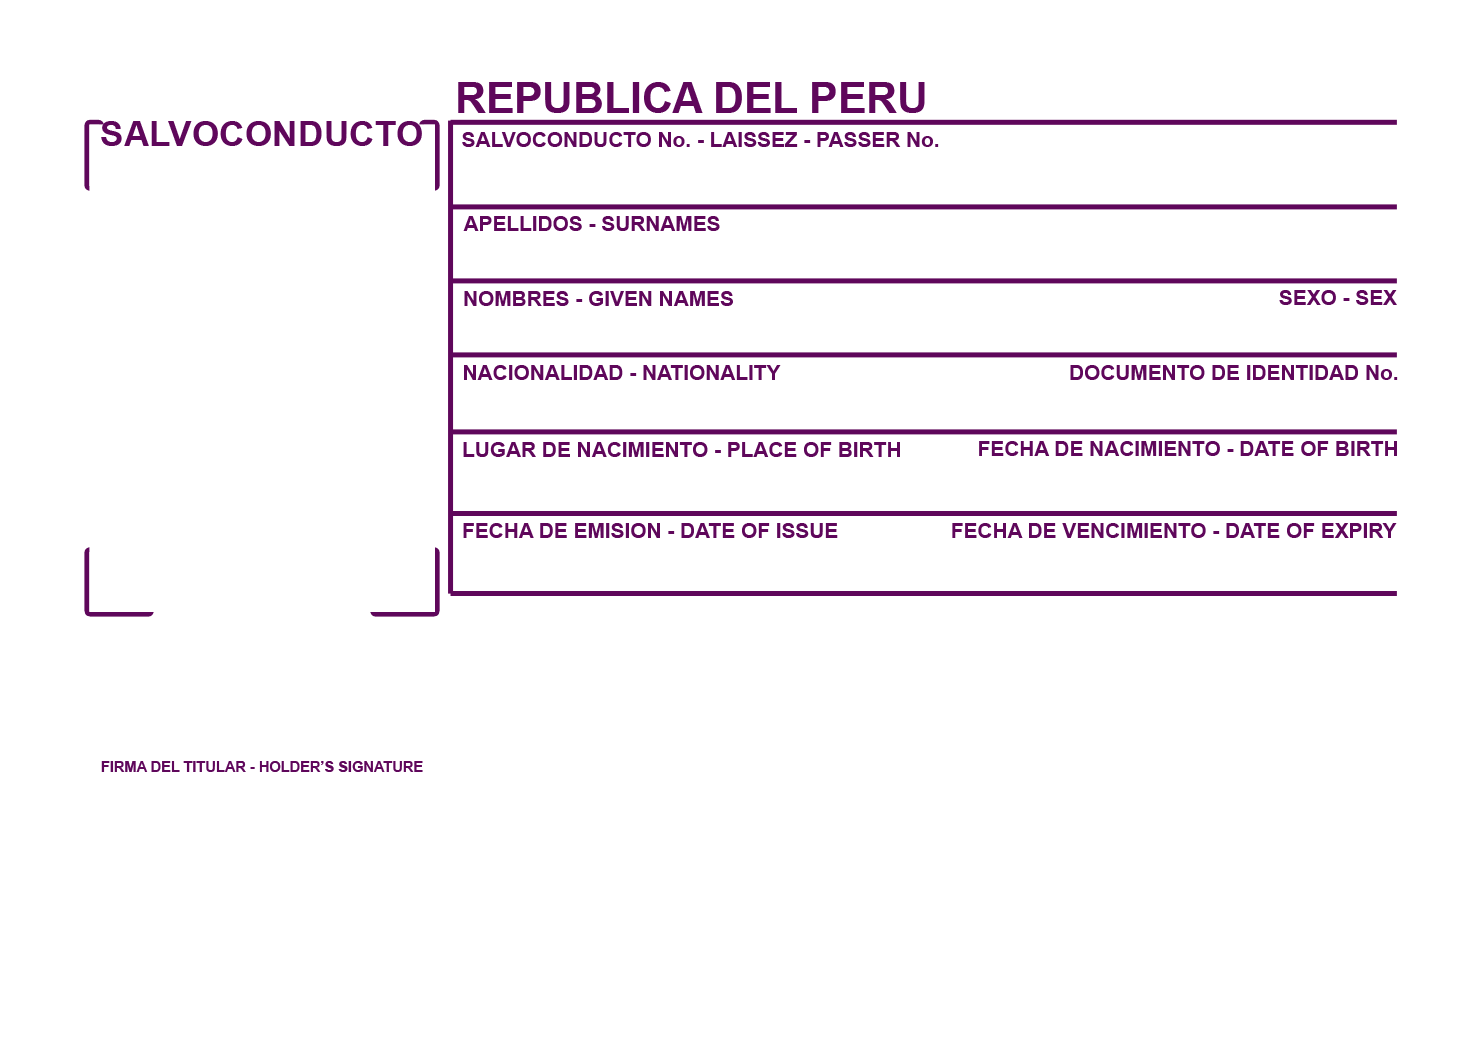 REPUBLICA DEL PERU
SALVOCONDUCTO
SALVOCONDUCTO No. - LAISSEZ - PASSER No.
APELLIDOS - SURNAMES
NOMBRES - GIVEN NAMES
SEXO - SEX
NACIONALIDAD - NATIONALITY
DOCUMENTO DE IDENTIDAD No.
LUGAR DE NACIMIENTO - PLACE OF BIRTH
FECHA DE NACIMIENTO - DATE OF BIRTH
FECHA DE EMISION - DATE OF ISSUE
FECHA DE VENCIMIENTO - DATE OF EXPIRY
FIRMA DEL TITULAR - HOLDER’S SIGNATURE